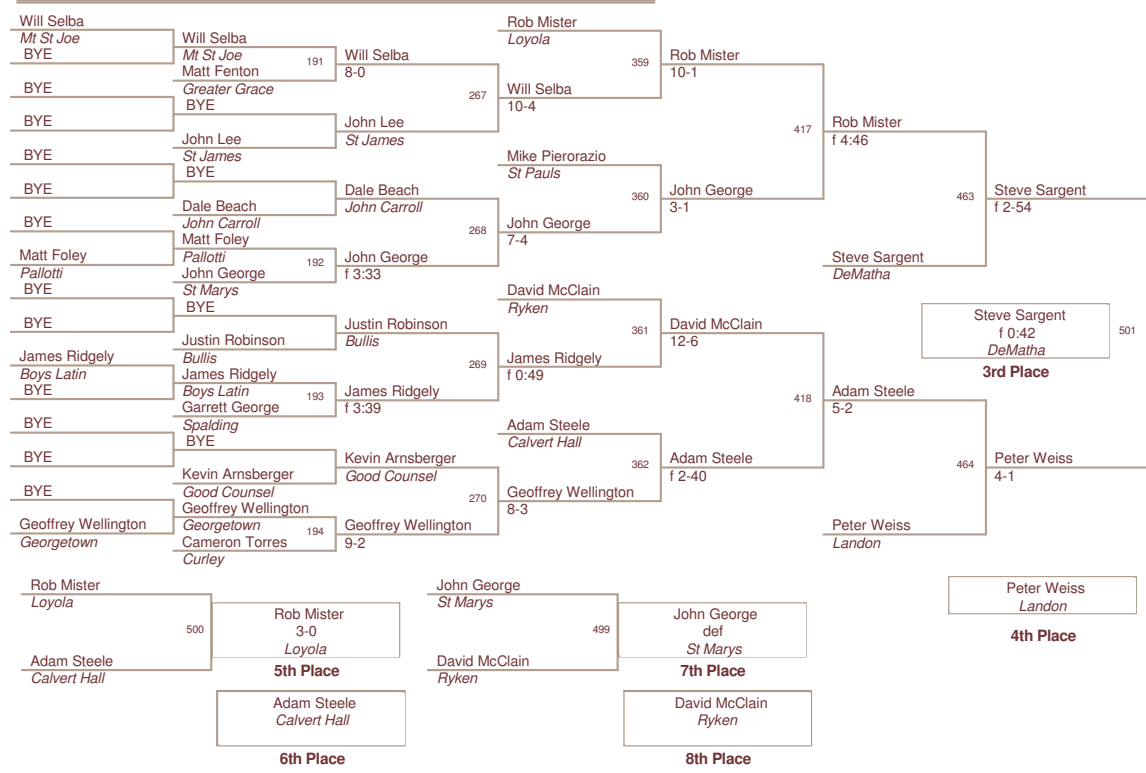 Will Selba
Mt St Joe
BYE
BYE
BYE
BYE
BYE
BYE
Matt Foley
Pallotti
BYE
BYE
James Ridgely
Boys Latin
BYE
BYE
BYE
BYE
Geoffrey Wellington
Georgetown
Will Selba
Mt St Joe
191
Matt Fenton
Greater Grace
BYE
John Lee
St James
BYE
Dale Beach
John Carroll
Matt Foley
Pallotti
192
John George
St Marys
BYE
Justin Robinson
Bullis
James Ridgely
Boys Latin
193
Garrett George
Spalding
BYE
Kevin Arnsberger
Good Counsel
Geoffrey Wellington
Georgetown
194
Cameron Torres
Curley
Will Selba
8-0
267
John Lee
St James
Dale Beach
John Carroll
268
John George
f 3:33
Justin Robinson
Bullis
269
James Ridgely
f 3:39
Kevin Arnsberger
Good Counsel
270
Geoffrey Wellington
9-2
Rob Mister
Loyola
359
Will Selba
10-4
Mike Pierorazio
St Pauls
360
John George
7-4
David McClain
Ryken
361
James Ridgely
f 0:49
Adam Steele
Calvert Hall
362
Geoffrey Wellington
8-3
Rob Mister
10-1
417
John George
3-1
David McClain
12-6
418
Adam Steele
f 2-40
Rob Mister
f 4:46
463
Steve Sargent
DeMatha
Adam Steele
5-2
464
Peter Weiss
Landon
Steve Sargent
f 2-54
Steve Sargent
f 0:42
DeMatha
501
3rd Place
Peter Weiss
4-1
Rob Mister
Loyola
500
Adam Steele
Calvert Hall
Rob Mister
3-0
Loyola
5th Place
Adam Steele
Calvert Hall
6th Place
John George
St Marys
499
David McClain
Ryken
John George
def
St Marys
7th Place
David McClain
Ryken
8th Place
Peter Weiss
Landon
4th Place